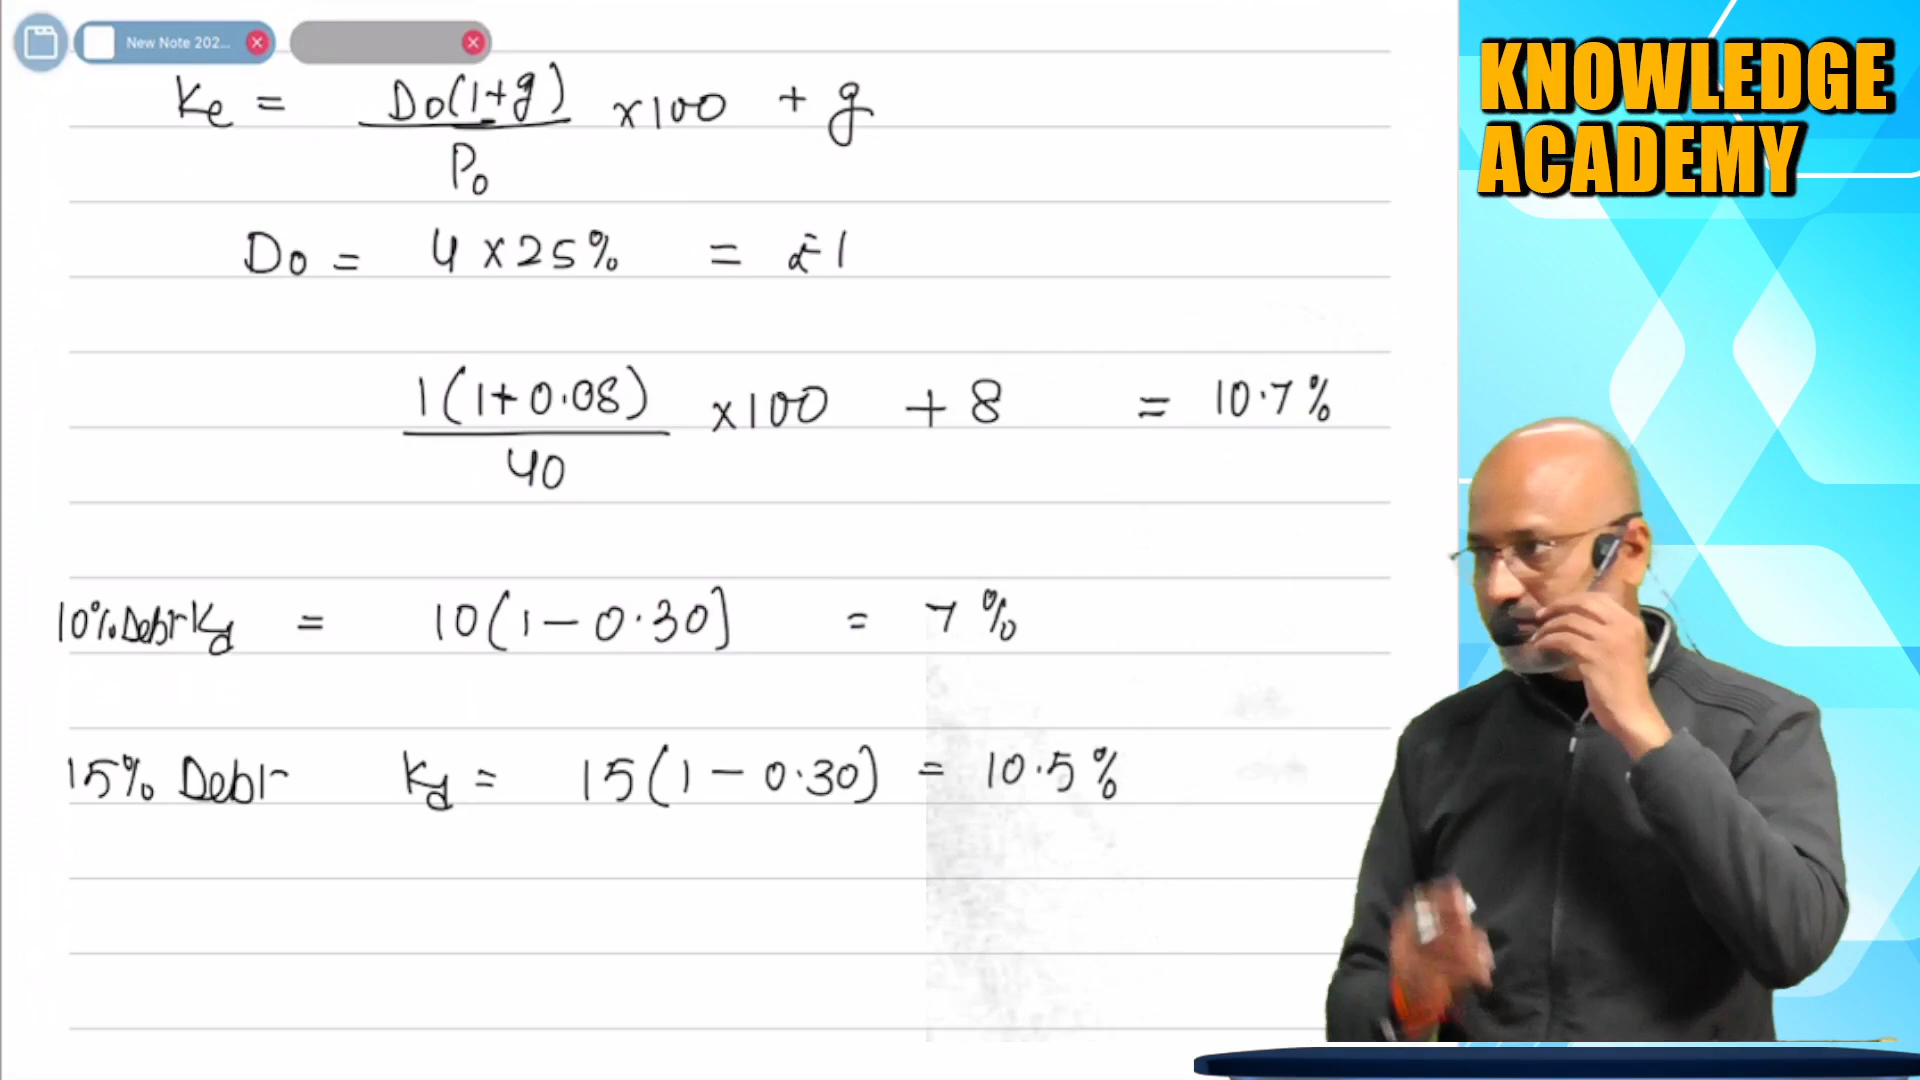 New Note 202...
KNOWLEDGE
ACADEMY
Ke = D0(1+g) / P0 ×100 + g
D0 = 4 × 25% = £1
1(1+0.08) / 40 ×100 + 8 = 10.7%
10% Debt Kd = 10(1 - 0.30) = 7%
15% Debt Kd = 15(1 - 0.30) = 10.5%